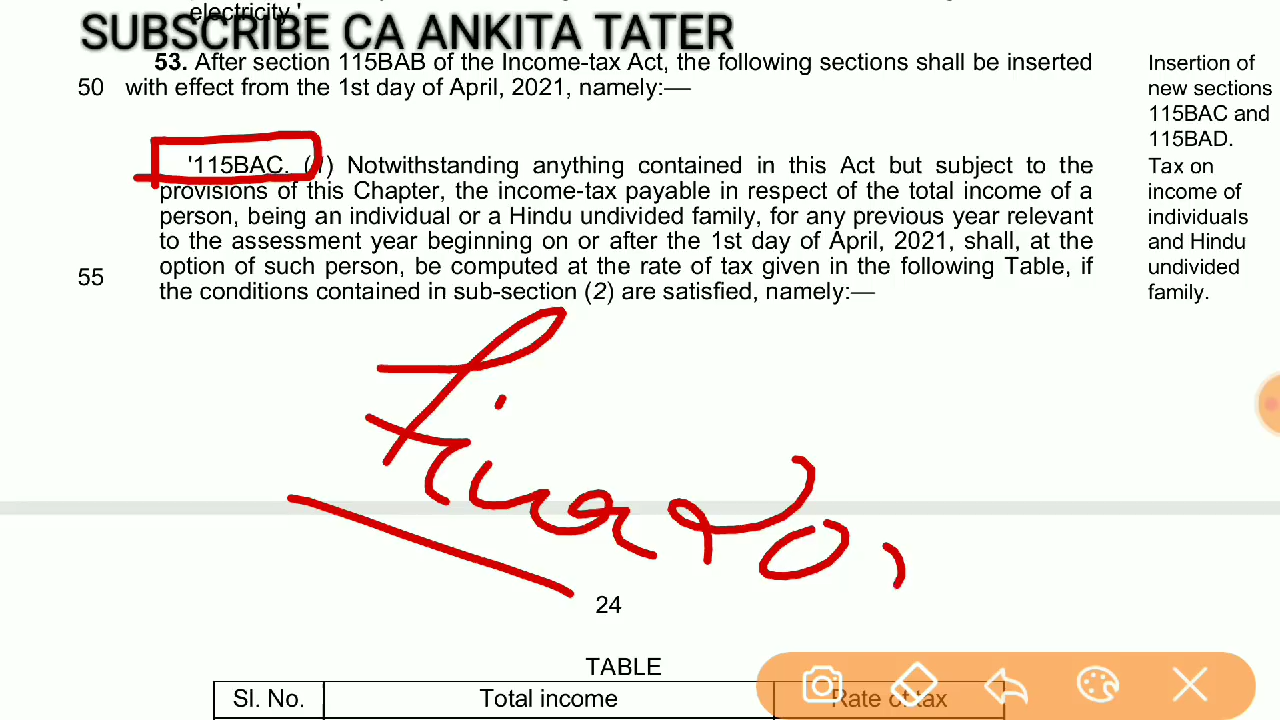 electricity.'.
SUBSCRIBE CA ANKITA TATER
53. After section 115BAB of the Income-tax Act, the following sections shall be inserted
50 with effect from the 1st day of April, 2021, namely:—
Insertion of
new sections
115BAC and
115BAD.
'115BAC. (1) Notwithstanding anything contained in this Act but subject to the
provisions of this Chapter, the income-tax payable in respect of the total income of a
person, being an individual or a Hindu undivided family, for any previous year relevant
to the assessment year beginning on or after the 1st day of April, 2021, shall, at the
option of such person, be computed at the rate of tax given in the following Table, if
55 the conditions contained in sub-section (2) are satisfied, namely:—
Tax on
income of
individuals
and Hindu
undivided
family.
24
TABLE
Sl. No. Total income Rate of tax